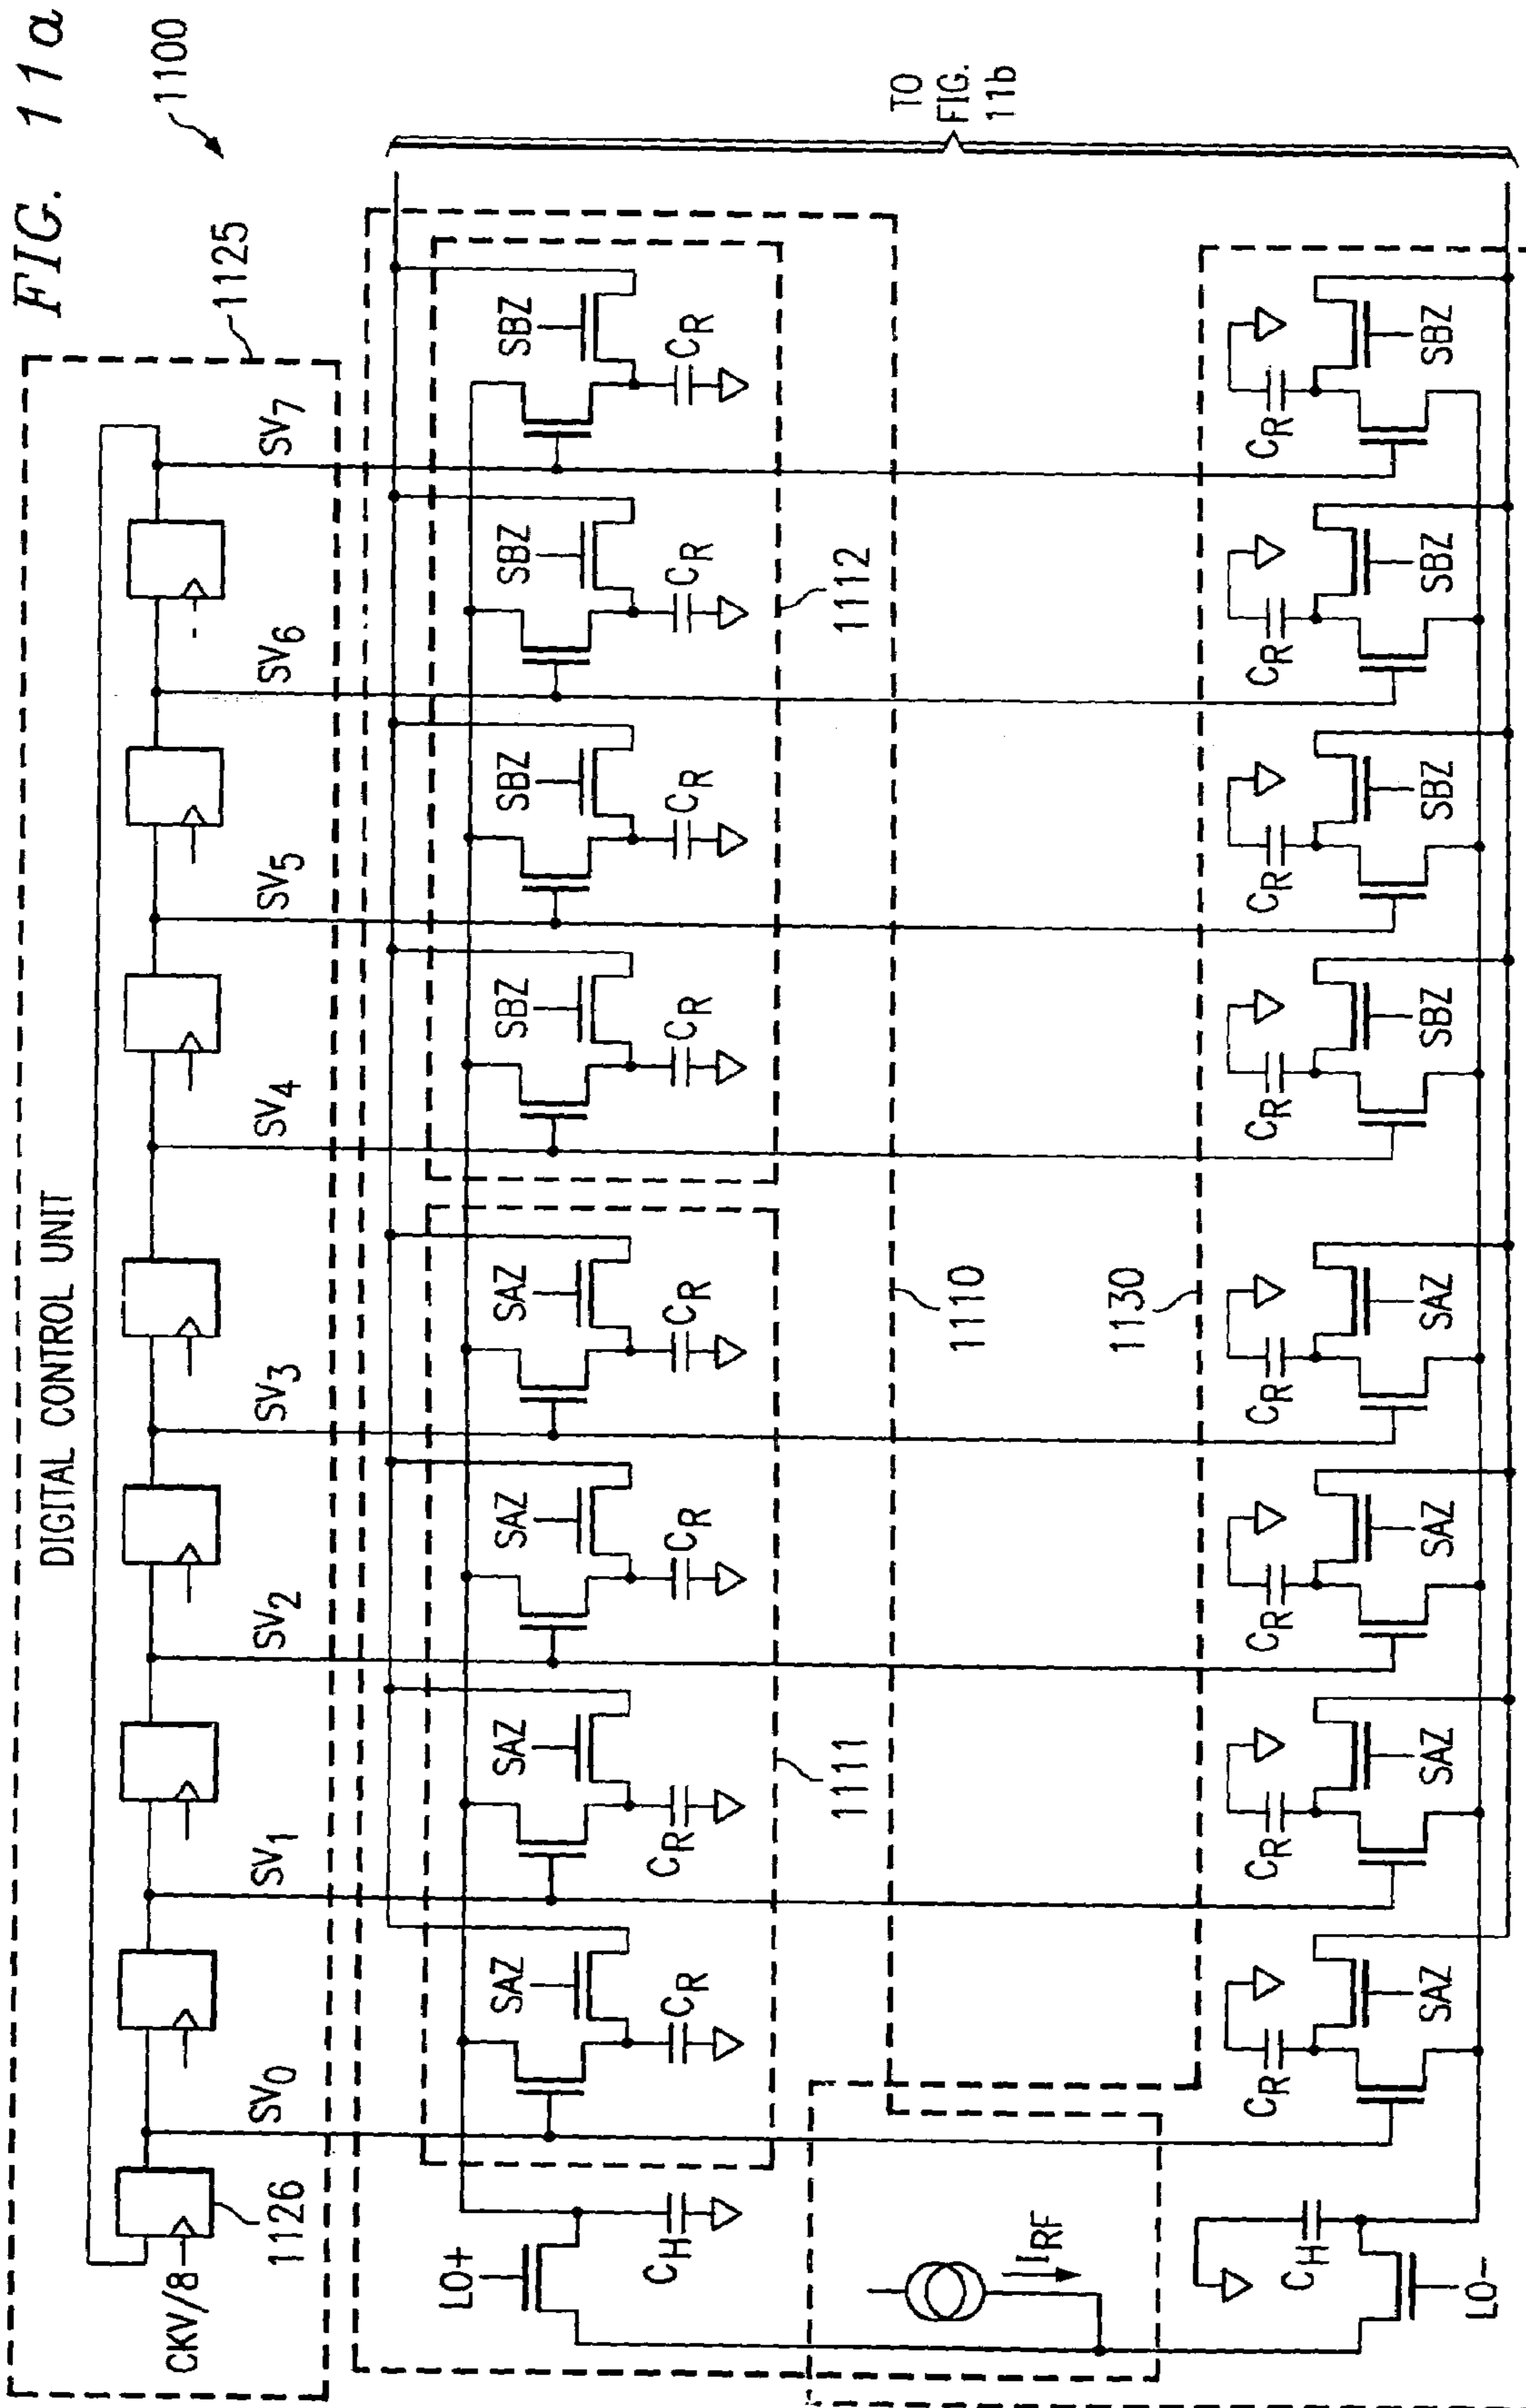 FIG. 11a
1100
DIGITAL CONTROL UNIT
1125
CKV/8
1126
SV0 SV1 SV2 SV3 SV4 SV5 SV6 SV7
LO+
SAZ SAZ SAZ SAZ SBZ SBZ SBZ SBZ
CH
CR CR CR CR CR CR CR CR
1111
1112
1110
TO
FIG.
11b
IRF
1130
CH
CR CR CR CR CR CR CR CR
SAZ SAZ SAZ SAZ SBZ SBZ SBZ SBZ
LO-